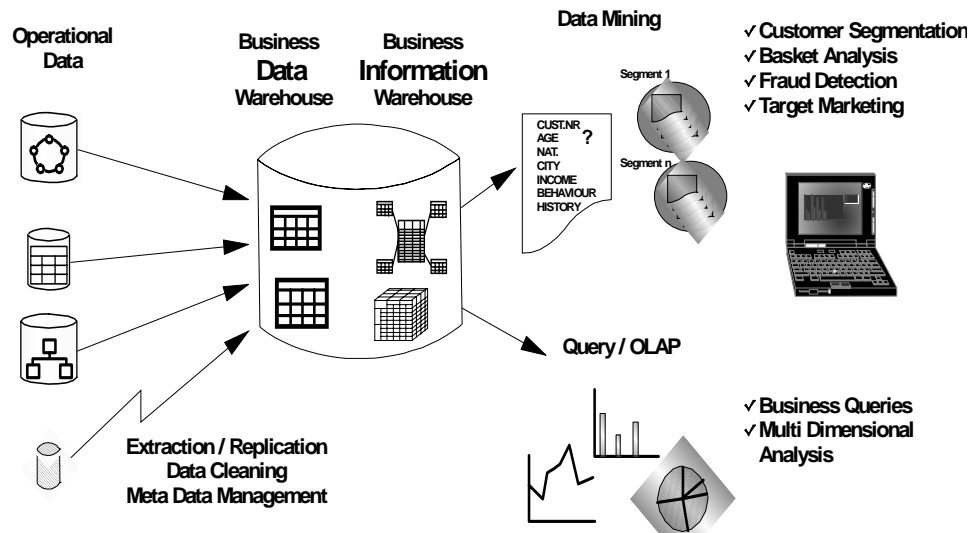 Operational
Data
Business
Data
Warehouse
Business
Information
Warehouse
Data Mining
Segment 1
Segment n
CUST.NR
AGE
?
NAT.
CITY
INCOME
BEHAVIOUR
HISTORY
✓ Customer Segmentation
✓ Basket Analysis
✓ Fraud Detection
✓ Target Marketing
Extraction / Replication
Data Cleaning
Meta Data Management
Query / OLAP
✓ Business Queries
✓ Multi Dimensional
Analysis